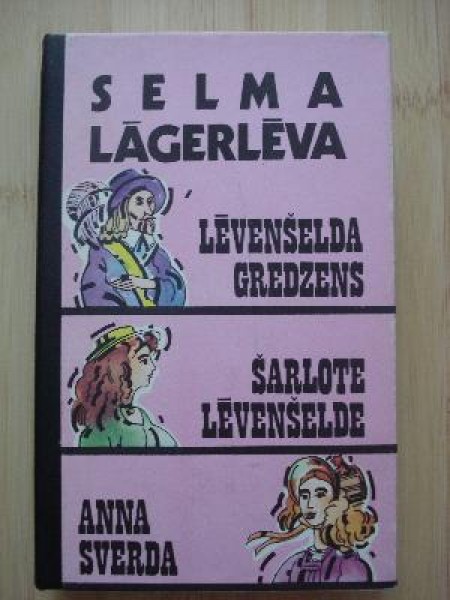 SELMA
LĀGERLĒVA
LĒVENŠELDA
GREDZENS
ŠARLOTE
LĒVENŠELDE
ANNA
SVERDA